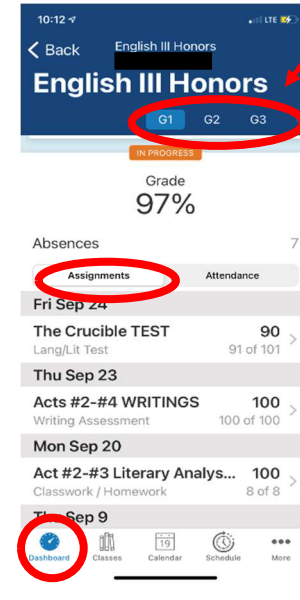 10:12
LTE
Back
English III Honors
English III Honors
G1 G2 G3
IN PROGRESS
Grade
97%
Absences 7
Assignments Attendance
Fri Sep 24
The Crucible TEST 90
Lang/Lit Test 91 of 101
Thu Sep 23
Acts #2-#4 WRITINGS 100
Writing Assessment 100 of 100
Mon Sep 20
Act #2-#3 Literary Analys... 100
Classwork / Homework 8 of 8
Thu Sep 9
19
Dashboard Classes Calendar Schedule More